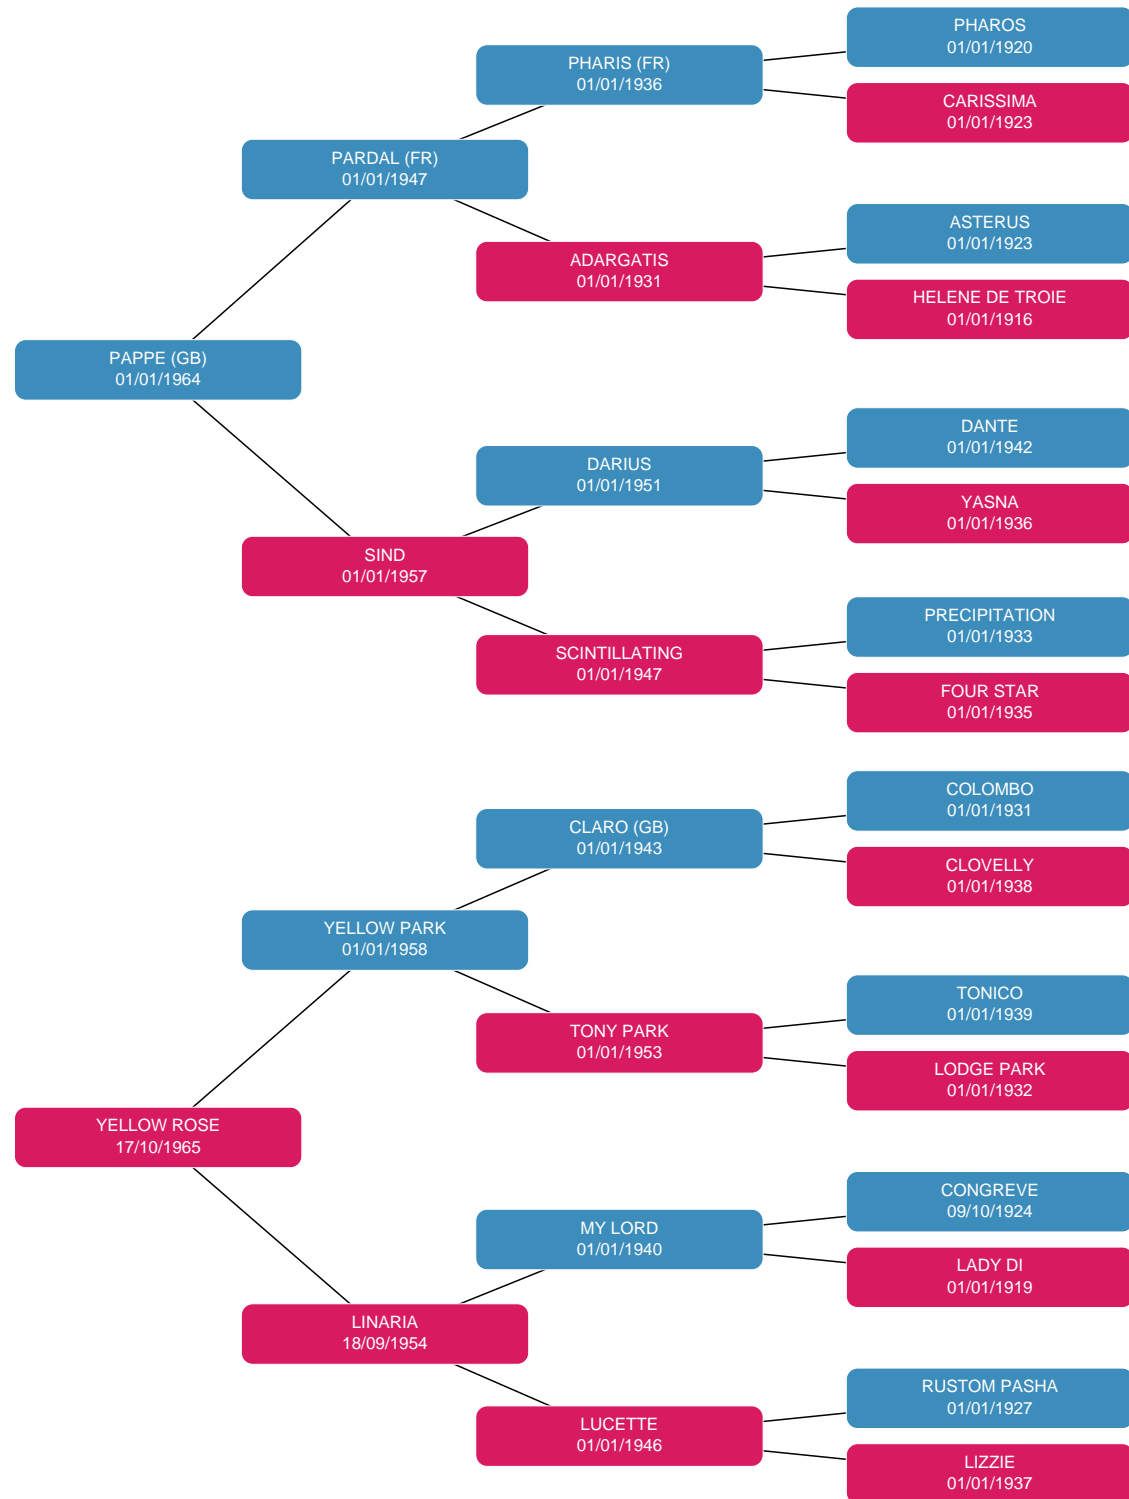 PHAROS
01/01/1920
PHARIS (FR)
01/01/1936
CARISSIMA
01/01/1923
PARDAL (FR)
01/01/1947
ASTERUS
01/01/1923
ADARGATIS
01/01/1931
HELENE DE TROIE
01/01/1916
PAPPE (GB)
01/01/1964
DANTE
01/01/1942
DARIUS
01/01/1951
YASNA
01/01/1936
SIND
01/01/1957
PRECIPITATION
01/01/1933
SCINTILLATING
01/01/1947
FOUR STAR
01/01/1935
COLOMBO
01/01/1931
CLARO (GB)
01/01/1943
CLOVELLY
01/01/1938
YELLOW PARK
01/01/1958
TONICO
01/01/1939
TONY PARK
01/01/1953
LODGE PARK
01/01/1932
YELLOW ROSE
17/10/1965
CONGREVE
09/10/1924
MY LORD
01/01/1940
LADY DI
01/01/1919
LINARIA
18/09/1954
RUSTOM PASHA
01/01/1927
LUCETTE
01/01/1946
LIZZIE
01/01/1937